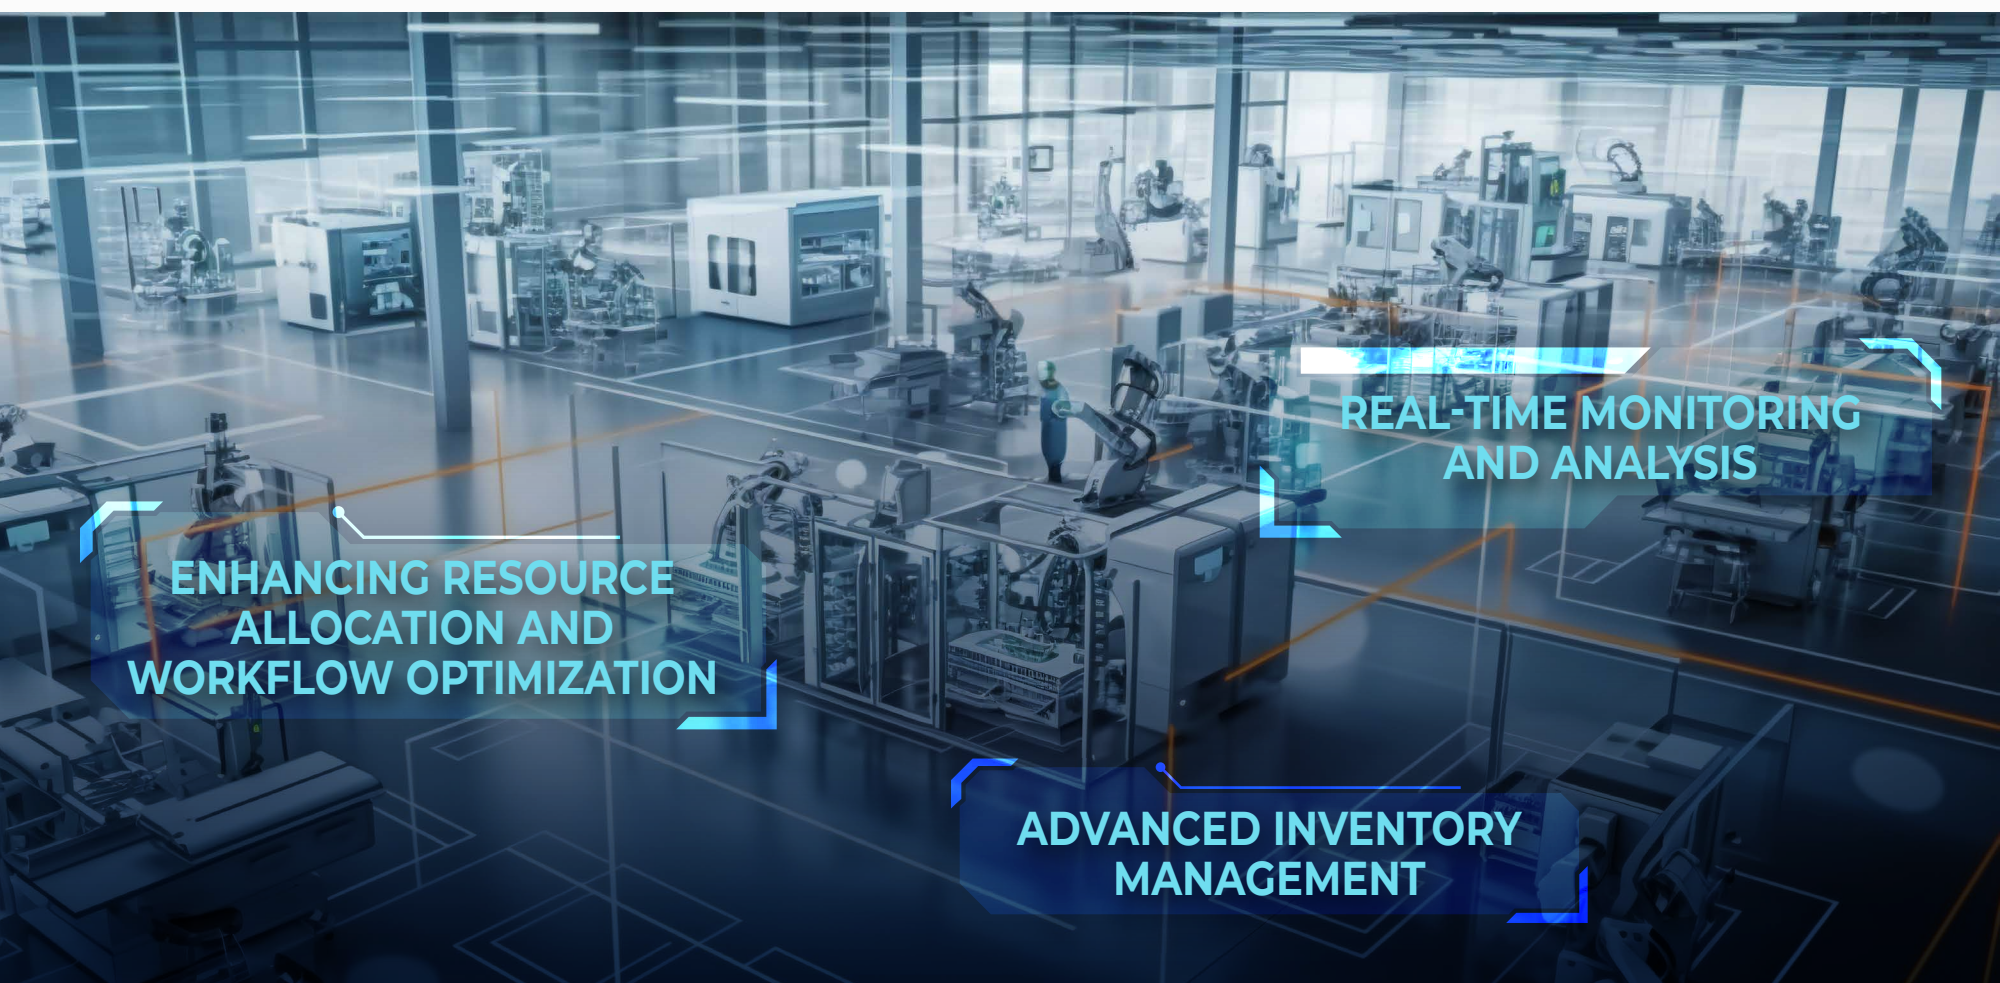 REAL-TIME MONITORING
AND ANALYSIS
ENHANCING RESOURCE
ALLOCATION AND
WORKFLOW OPTIMIZATION
ADVANCED INVENTORY
MANAGEMENT